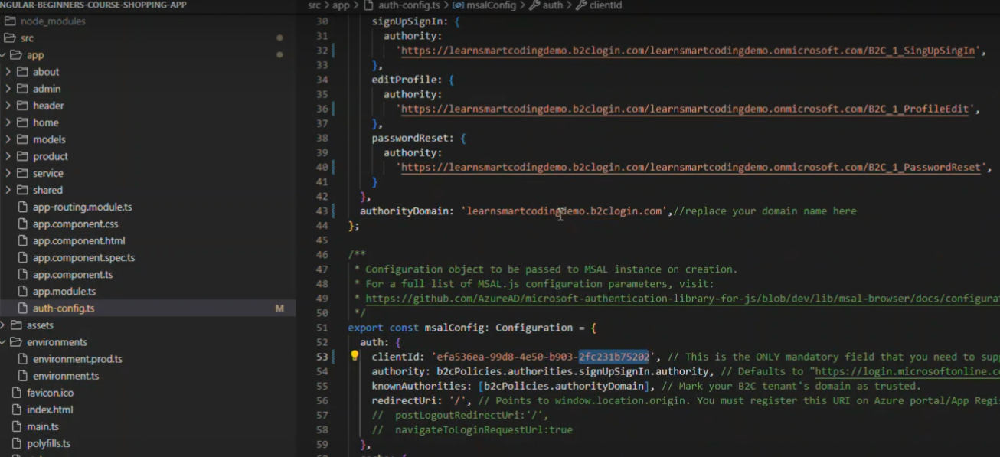 NGULAR-BEGINNERS-COURSE-SHOPPING-APP
node_modules
src
app
about
admin
header
home
models
product
service
shared
app-routing.module.ts
app.component.css
app.component.html
app.component.spec.ts
app.component.ts
app.module.ts
auth-config.ts M
assets
environments
environment.prod.ts
environment.ts
favicon.ico
index.html
main.ts
polyfills.ts
src > app > auth-config.ts > msalConfig > auth > clientId
30 signUpSignIn: {
31 authority:
32 'https://learnsmartcodingdemo.b2clogin.com/learnsmartcodingdemo.onmicrosoft.com/B2C_1_SingUpSingIn',
33 },
34 editProfile: {
35 authority:
36 'https://learnsmartcodingdemo.b2clogin.com/learnsmartcodingdemo.onmicrosoft.com/B2C_1_ProfileEdit',
37 },
38 passwordReset: {
39 authority:
40 'https://learnsmartcodingdemo.b2clogin.com/learnsmartcodingdemo.onmicrosoft.com/B2C_1_PasswordReset',
41 }
42 },
43 authorityDomain: 'learnsmartcodingdemo.b2clogin.com',//replace your domain name here
44 };
45
46 /**
47 * Configuration object to be passed to MSAL instance on creation.
48 * For a full list of MSAL.js configuration parameters, visit:
49 * https://github.com/AzureAD/microsoft-authentication-library-for-js/blob/dev/lib/msal-browser/docs/configurat
50 */
51 export const msalConfig: Configuration = {
52 auth: {
53 clientId: 'efa536ea-99d8-4e50-b903-2fc231b75202', // This is the ONLY mandatory field that you need to sup
54 authority: b2cPolicies.authorities.signUpSignIn.authority, // Defaults to "https://login.microsoftonline.c
55 knownAuthorities: [b2cPolicies.authorityDomain], // Mark your B2C tenant's domain as trusted.
56 redirectUri: '/', // Points to window.location.origin. You must register this URI on Azure portal/App Regi
57 // postLogoutRedirectUri:'/',
58 // navigateToLoginRequestUrl:true
59 },